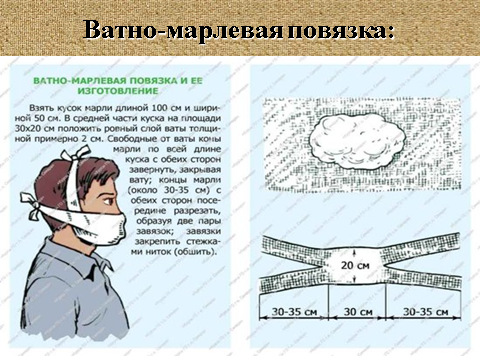 Ватно-марлевая повязка:
ВАТНО-МАРЛЕВАЯ ПОВЯЗКА И ЕЕ
ИЗГОТОВЛЕНИЕ
Взять кусок марли длиной 100 см и шири-
ной 50 см. В средней части куска на площади
30x20 см положить ровный слой ваты толщи-
ной примерно 2 см. Свободные от ваты концы
марли по всей длине
куска с обеих сторон
завернуть, закрывая
вату; концы марли
(около 30-35 см) с
обеих сторон посе-
редине разрезать,
образуя две пары
завязок; завязки
закрепить стежка-
ми ниток (обшить).
20 см
30-35 см
30 см
30-35 см